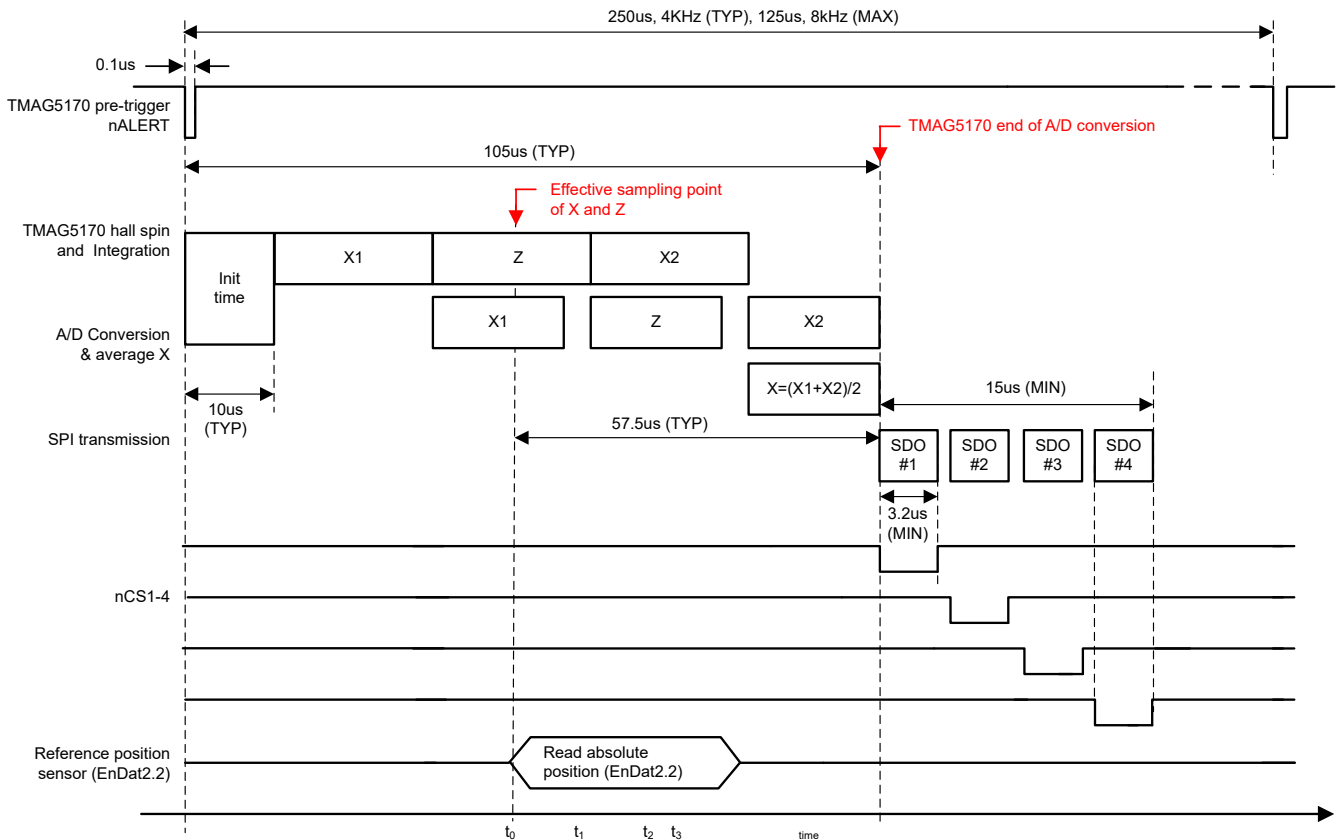 250us, 4KHz (TYP), 125us, 8kHz (MAX)
0.1us
TMAG5170 pre-trigger
nALERT
TMAG5170 end of A/D conversion
105us (TYP)
Effective sampling point
of X and Z
TMAG5170 hall spin
and Integration
Init
time
X1
Z
X2
A/D Conversion
& average X
X1
Z
X2
X=(X1+X2)/2
10us
(TYP)
15us (MIN)
57.5us (TYP)
SPI transmission
SDO
#1
SDO
#2
SDO
#3
SDO
#4
3.2us
(MIN)
nCS1-4
Reference position
sensor (EnDat2.2)
Read absolute
position (EnDat2.2)
t0 t1 t2 t3 time